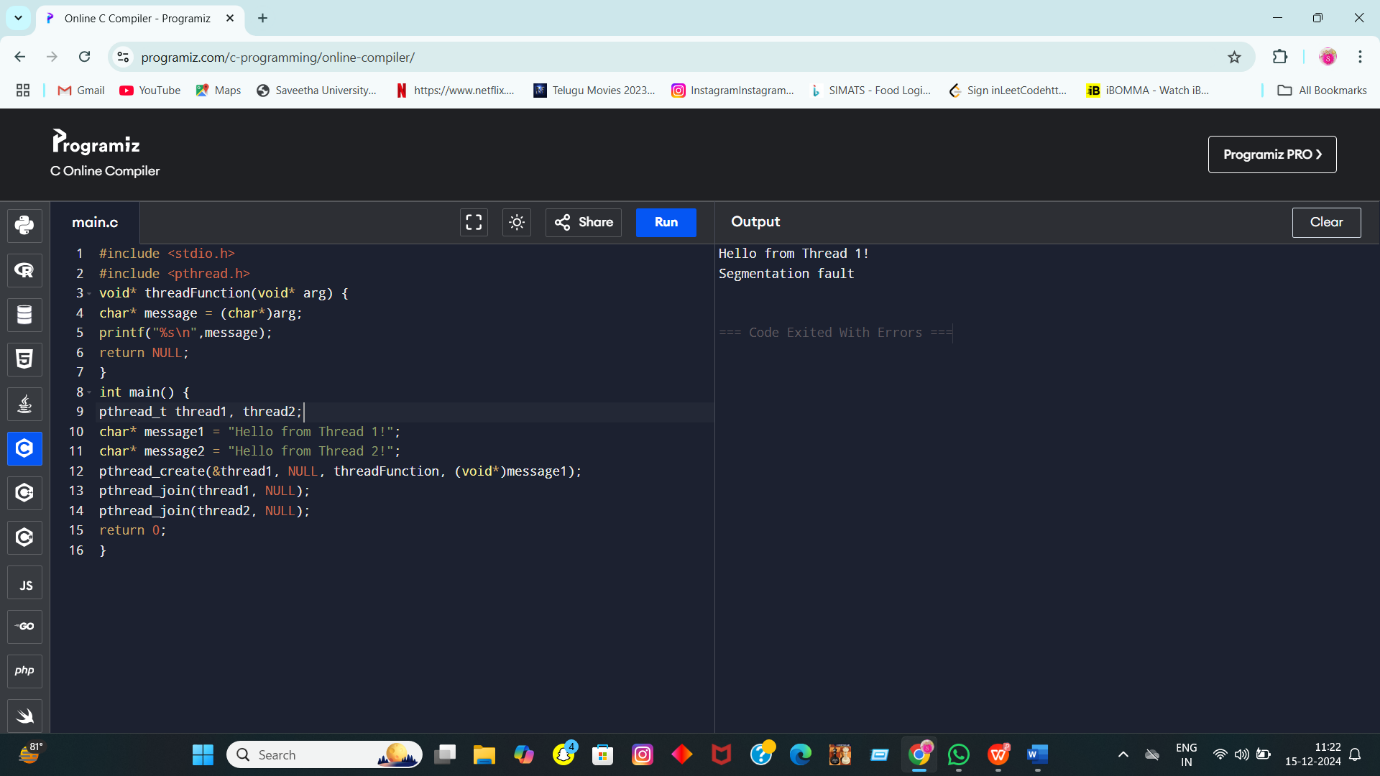 Online C Compiler - Programiz
programiz.com/c-programming/online-compiler/
Gmail
YouTube
Maps
Saveetha University...
https://www.netflix....
Telugu Movies 2023...
InstagramInstagram...
SIMATS - Food Logi...
Sign inLeetCodehtt...
iBOMMA - Watch iB...
All Bookmarks
Programiz
C Online Compiler
Programiz PRO
main.c
Share
Run
Output
Clear
1 #include <stdio.h>
2 #include <pthread.h>
3 void* threadFunction(void* arg) {
4 char* message = (char*)arg;
5 printf("%s\n",message);
6 return NULL;
7 }
8 int main() {
9 pthread_t thread1, thread2;
10 char* message1 = "Hello from Thread 1!";
11 char* message2 = "Hello from Thread 2!";
12 pthread_create(&thread1, NULL, threadFunction, (void*)message1);
13 pthread_join(thread1, NULL);
14 pthread_join(thread2, NULL);
15 return 0;
16 }
Hello from Thread 1!
Segmentation fault
=== Code Exited With Errors ===
JS
GO
php
81°
Search
4
ENG
IN
11:22
15-12-2024